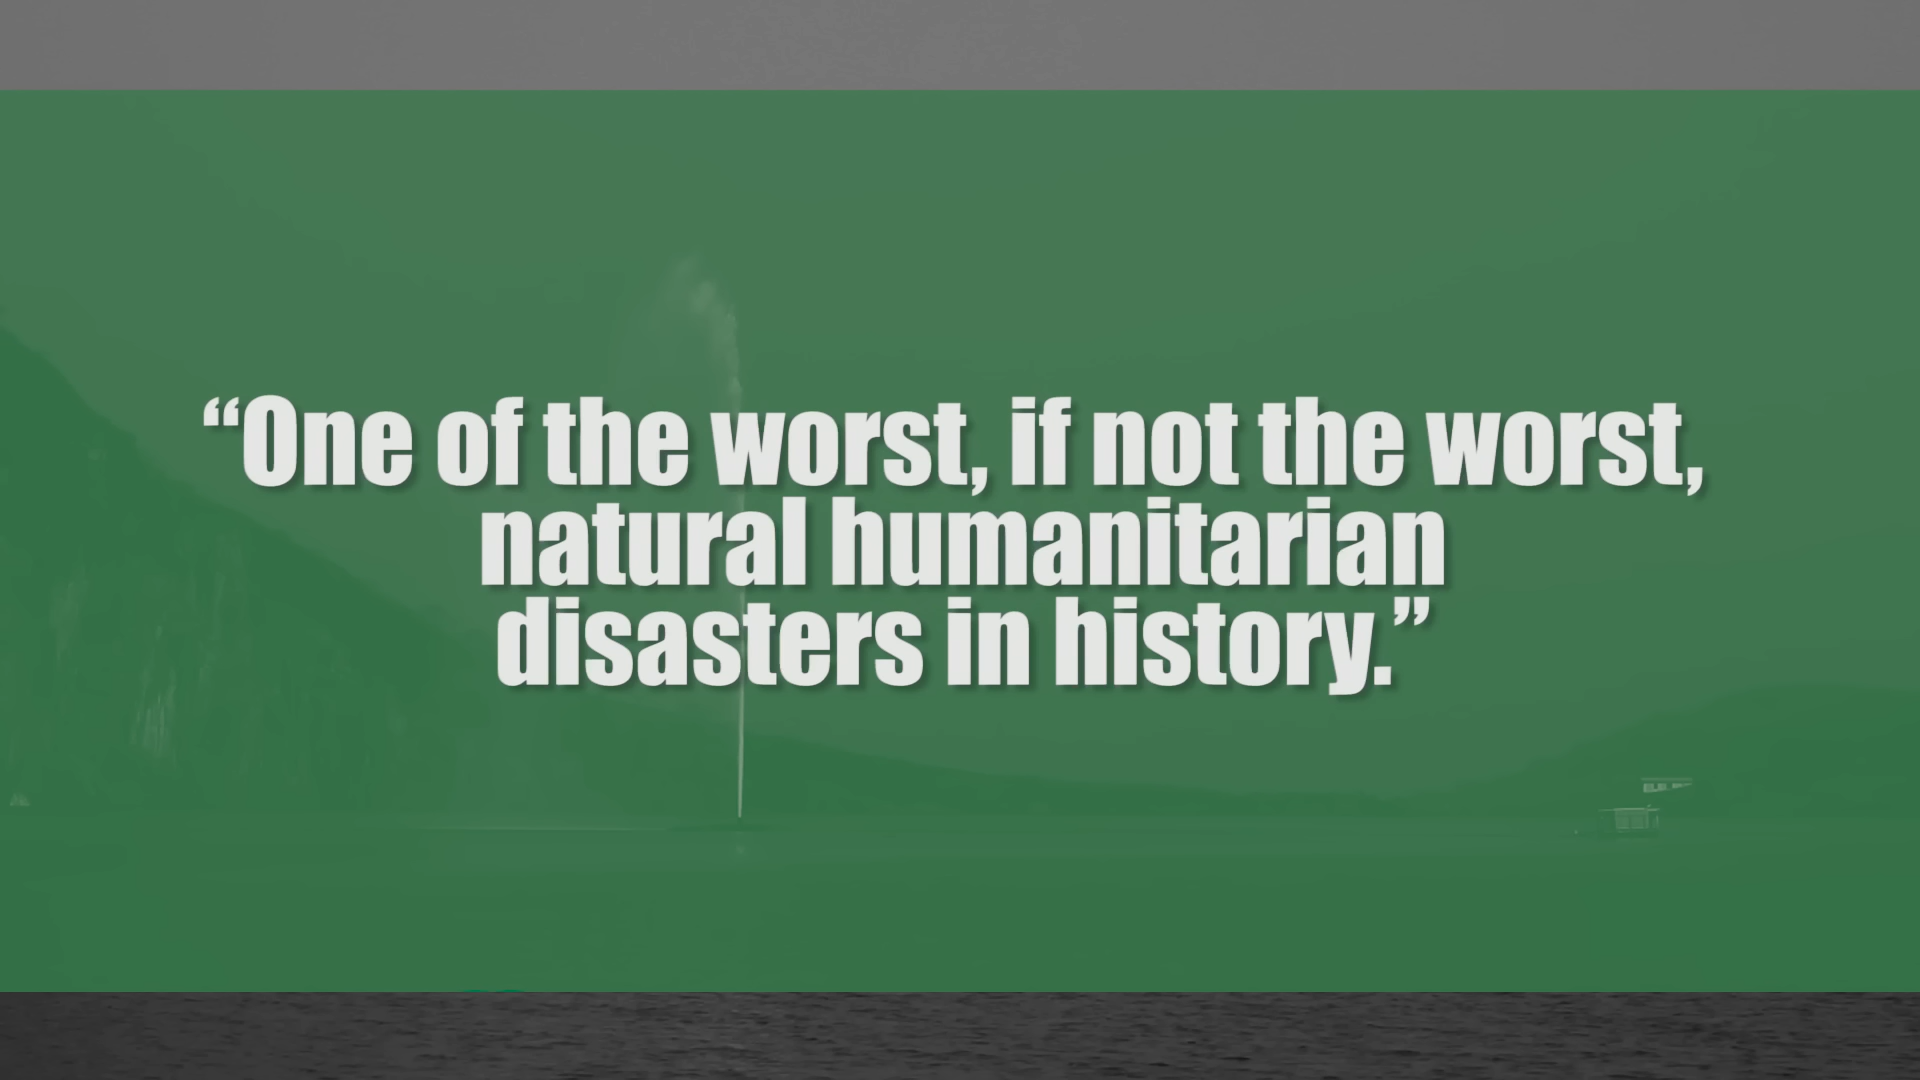 “One of the worst, if not the worst,
natural humanitarian
disasters in history.”